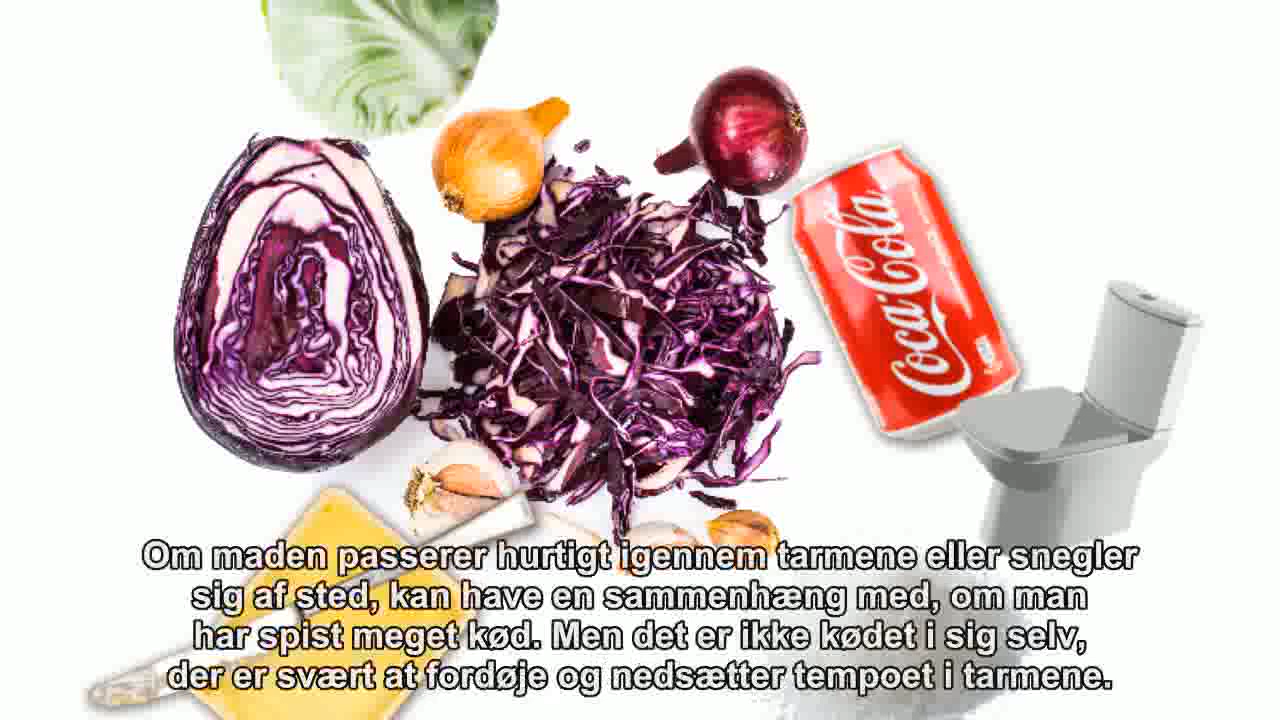 Coca-Cola
Om maden passerer hurtigt igennem tarmene eller snegler
sig af sted, kan have en sammenhæng med, om man
har spist meget kød. Men det er ikke kødet i sig selv,
der er svært at fordøje og nedsætter tempoet i tarmene.